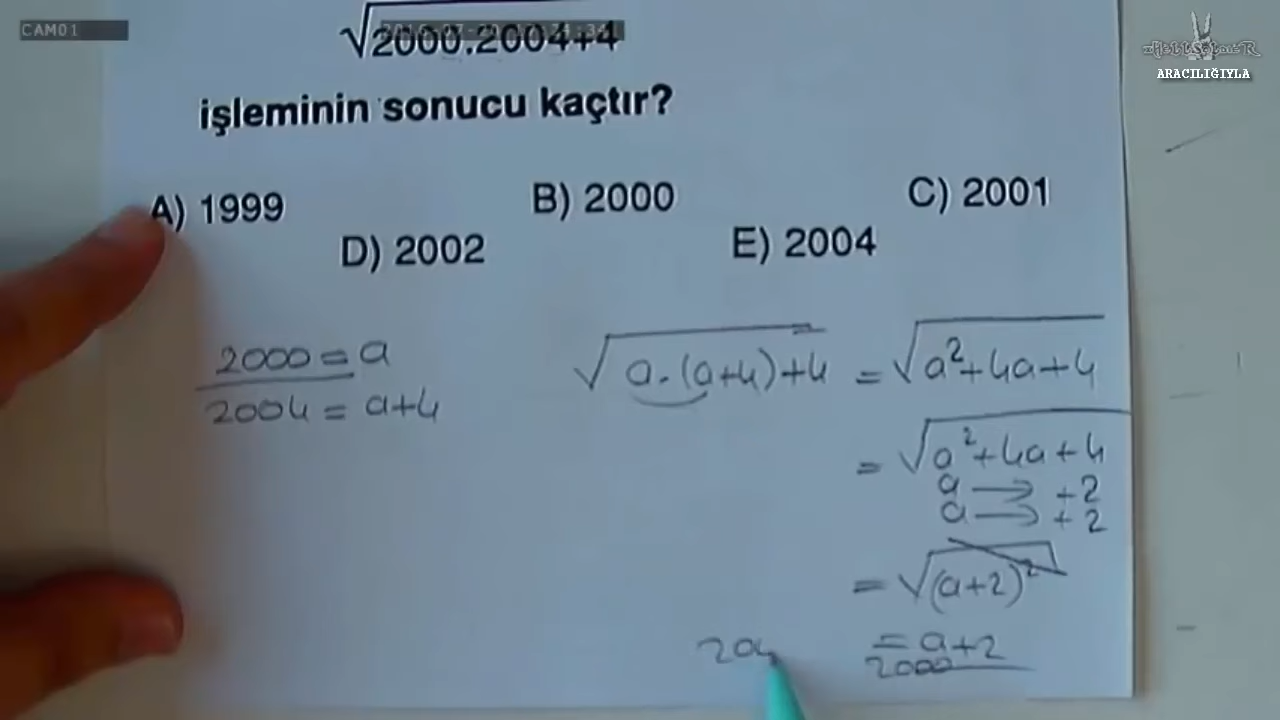 CAM01
√2000.2004+4
işleminin sonucu kaçtır?
A) 1999
B) 2000
C) 2001
D) 2002
E) 2004
2000 = a
2004 = a+4
√a.(a+4)+4 = √a²+4a+4
= √a²+4a+4
a → +2
a → +2
= √(a+2)²
= a+2
2000
HELLSOLDIER
ARACILIĞIYLA